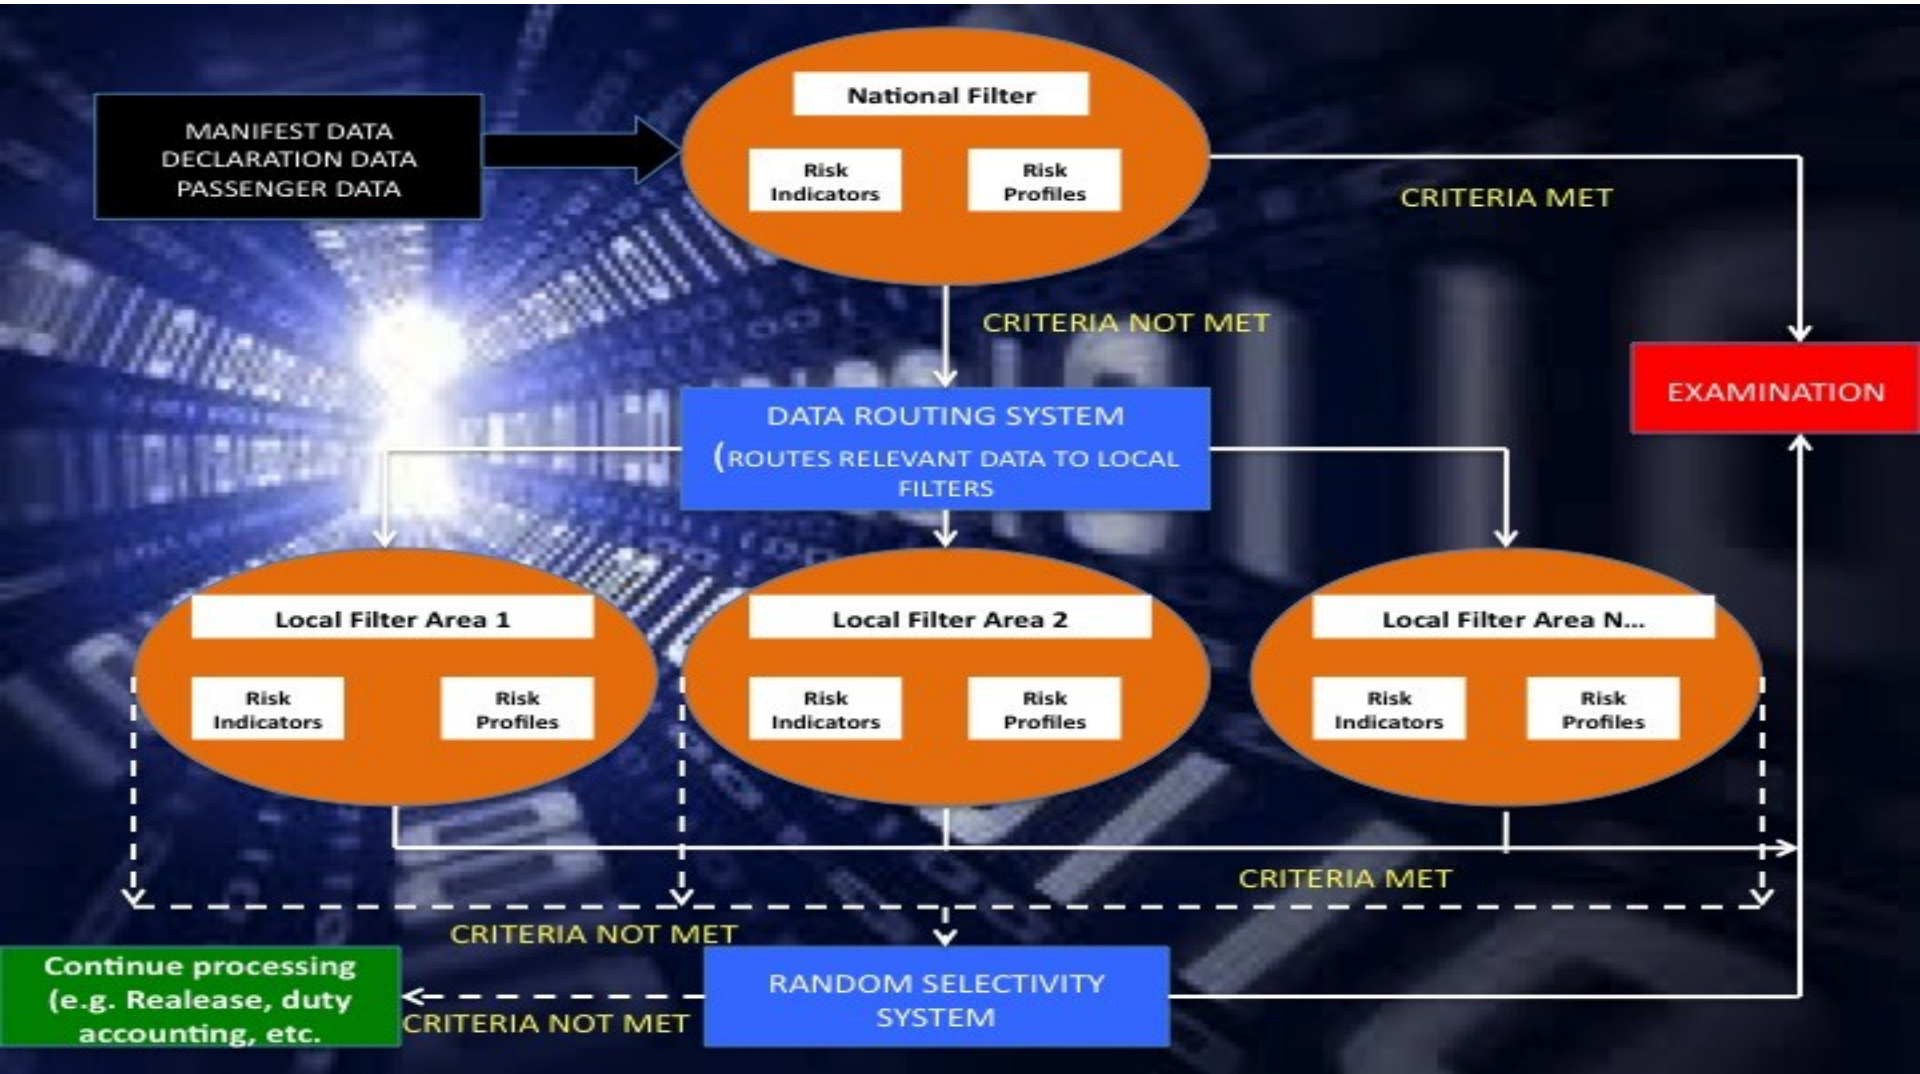 National Filter
MANIFEST DATA
DECLARATION DATA
PASSENGER DATA
Risk
Indicators
Risk
Profiles
CRITERIA MET
CRITERIA NOT MET
EXAMINATION
DATA ROUTING SYSTEM
(ROUTES RELEVANT DATA TO LOCAL
FILTERS
Local Filter Area 1
Risk
Indicators
Risk
Profiles
Local Filter Area 2
Risk
Indicators
Risk
Profiles
Local Filter Area N...
Risk
Indicators
Risk
Profiles
CRITERIA MET
CRITERIA NOT MET
Continue processing
(e.g. Realease, duty
accounting, etc.
CRITERIA NOT MET
RANDOM SELECTIVITY
SYSTEM